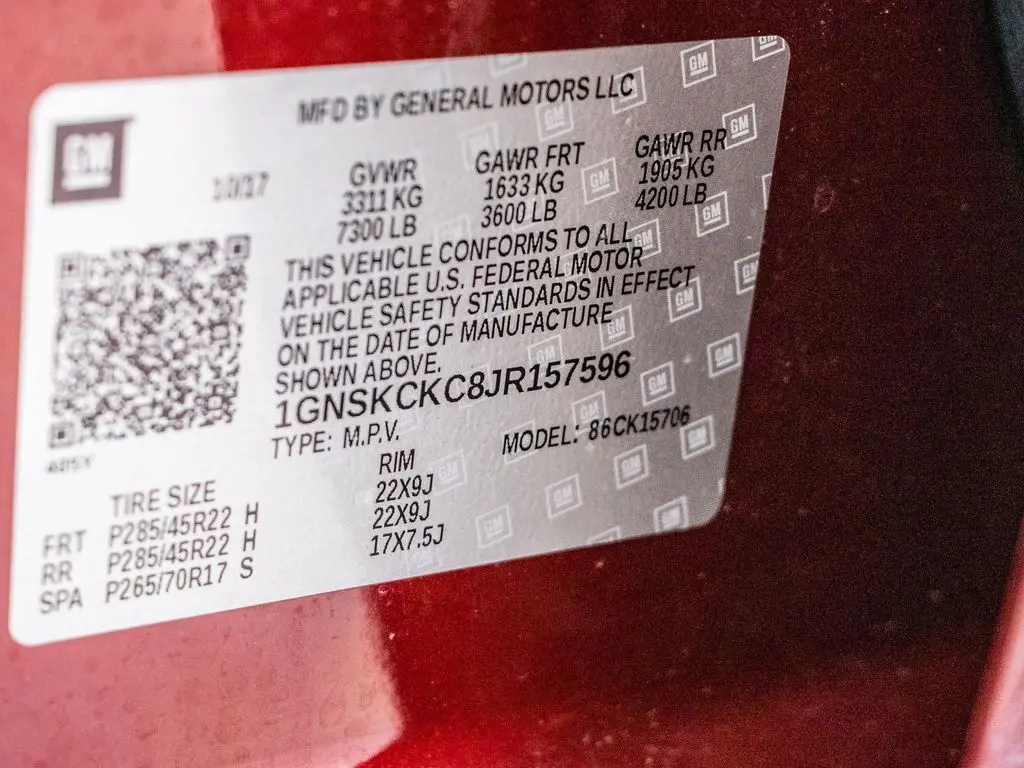 MFD BY GENERAL MOTORS LLC
GM
10/17
GVWR GAWR FRT GAWR RR
3311 KG 1633 KG 1905 KG
7300 LB 3600 LB 4200 LB
THIS VEHICLE CONFORMS TO ALL
APPLICABLE U.S. FEDERAL MOTOR
VEHICLE SAFETY STANDARDS IN EFFECT
ON THE DATE OF MANUFACTURE
SHOWN ABOVE.
1GNSKCKC8JR157596
TYPE: M.P.V. MODEL: 86CK15706
TIRE SIZE RIM
FRT P285/45R22 H 22X9J
RR P285/45R22 H 22X9J
SPA P265/70R17 S 17X7.5J